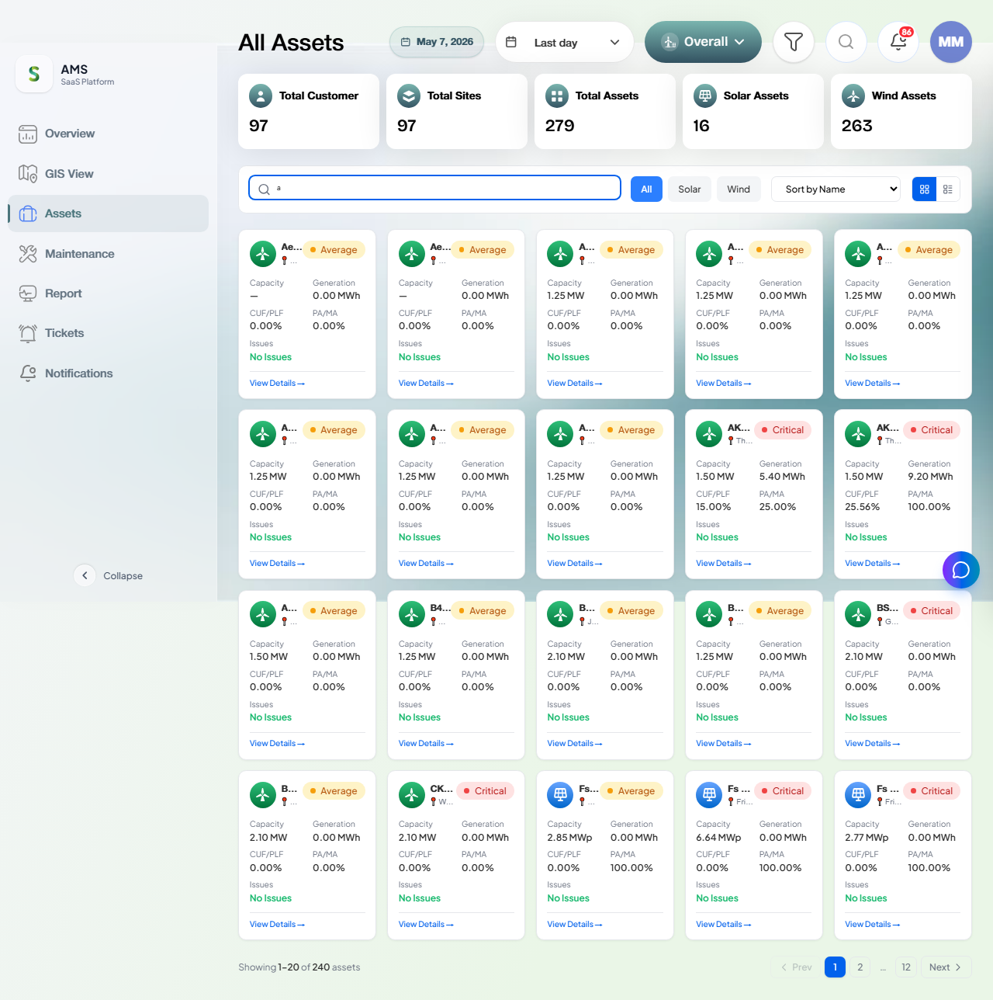 AMS
SaaS Platform
Overview
GIS View
Assets
Maintenance
Report
Tickets
Notifications
Collapse
All Assets
May 7, 2026
Last day
Overall
86
MM
Total Customer
97
Total Sites
97
Total Assets
279
Solar Assets
16
Wind Assets
263
a
All
Solar
Wind
Sort by Name
Ae... Average
...
Capacity Generation
— 0.00 MWh
CUF/PLF PA/MA
0.00% 0.00%
Issues
No Issues
View Details →
Ae... Average
...
Capacity Generation
— 0.00 MWh
CUF/PLF PA/MA
0.00% 0.00%
Issues
No Issues
View Details →
A... Average
...
Capacity Generation
1.25 MW 0.00 MWh
CUF/PLF PA/MA
0.00% 0.00%
Issues
No Issues
View Details →
A... Average
...
Capacity Generation
1.25 MW 0.00 MWh
CUF/PLF PA/MA
0.00% 0.00%
Issues
No Issues
View Details →
A... Average
...
Capacity Generation
1.25 MW 0.00 MWh
CUF/PLF PA/MA
0.00% 0.00%
Issues
No Issues
View Details →
A... Average
...
Capacity Generation
1.25 MW 0.00 MWh
CUF/PLF PA/MA
0.00% 0.00%
Issues
No Issues
View Details →
A... Average
...
Capacity Generation
1.25 MW 0.00 MWh
CUF/PLF PA/MA
0.00% 0.00%
Issues
No Issues
View Details →
A... Average
...
Capacity Generation
1.25 MW 0.00 MWh
CUF/PLF PA/MA
0.00% 0.00%
Issues
No Issues
View Details →
AK... Critical
Th...
Capacity Generation
1.50 MW 5.40 MWh
CUF/PLF PA/MA
15.00% 25.00%
Issues
No Issues
View Details →
AK... Critical
Th...
Capacity Generation
1.50 MW 9.20 MWh
CUF/PLF PA/MA
25.56% 100.00%
Issues
No Issues
View Details →
A... Average
...
Capacity Generation
1.50 MW 0.00 MWh
CUF/PLF PA/MA
0.00% 0.00%
Issues
No Issues
View Details →
B4... Average
...
Capacity Generation
1.25 MW 0.00 MWh
CUF/PLF PA/MA
0.00% 0.00%
Issues
No Issues
View Details →
B... Average
J...
Capacity Generation
2.10 MW 0.00 MWh
CUF/PLF PA/MA
0.00% 0.00%
Issues
No Issues
View Details →
B... Average
...
Capacity Generation
1.25 MW 0.00 MWh
CUF/PLF PA/MA
0.00% 0.00%
Issues
No Issues
View Details →
BS... Critical
G...
Capacity Generation
2.10 MW 0.00 MWh
CUF/PLF PA/MA
0.00% 0.00%
Issues
No Issues
View Details →
B... Average
...
Capacity Generation
2.10 MW 0.00 MWh
CUF/PLF PA/MA
0.00% 0.00%
Issues
No Issues
View Details →
CK... Critical
W...
Capacity Generation
2.10 MW 0.00 MWh
CUF/PLF PA/MA
0.00% 0.00%
Issues
No Issues
View Details →
Fs... Average
...
Capacity Generation
2.85 MWp 0.00 MWh
CUF/PLF PA/MA
0.00% 100.00%
Issues
No Issues
View Details →
Fs ... Critical
Fri...
Capacity Generation
6.64 MWp 0.00 MWh
CUF/PLF PA/MA
0.00% 100.00%
Issues
No Issues
View Details →
Fs ... Critical
Fri...
Capacity Generation
2.77 MWp 0.00 MWh
CUF/PLF PA/MA
0.00% 100.00%
Issues
No Issues
View Details →
Showing 1–20 of 240 assets
Prev 1 2 ... 12 Next